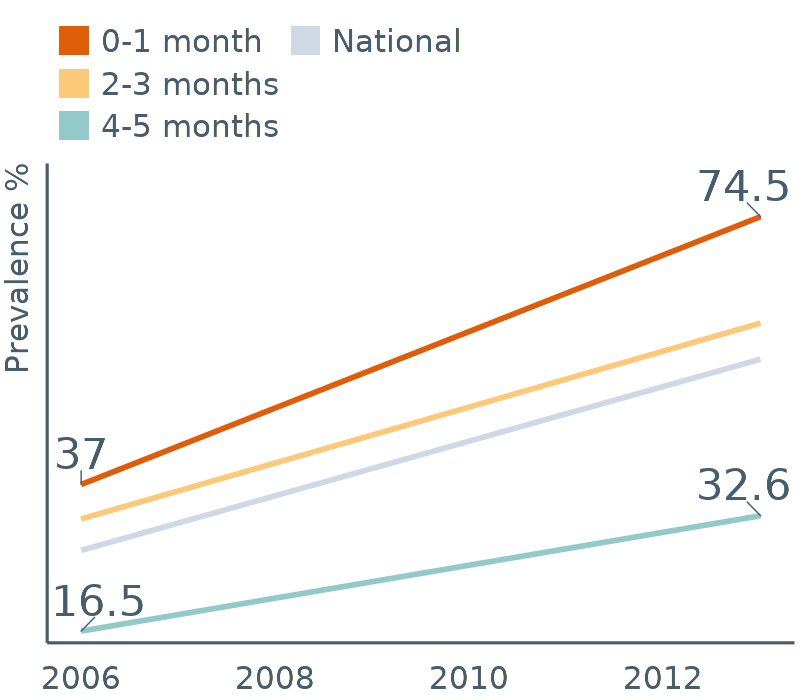 0-1 month
National
2-3 months
4-5 months
Prevalence %
74.5
37
32.6
16.5
2006 2008 2010 2012